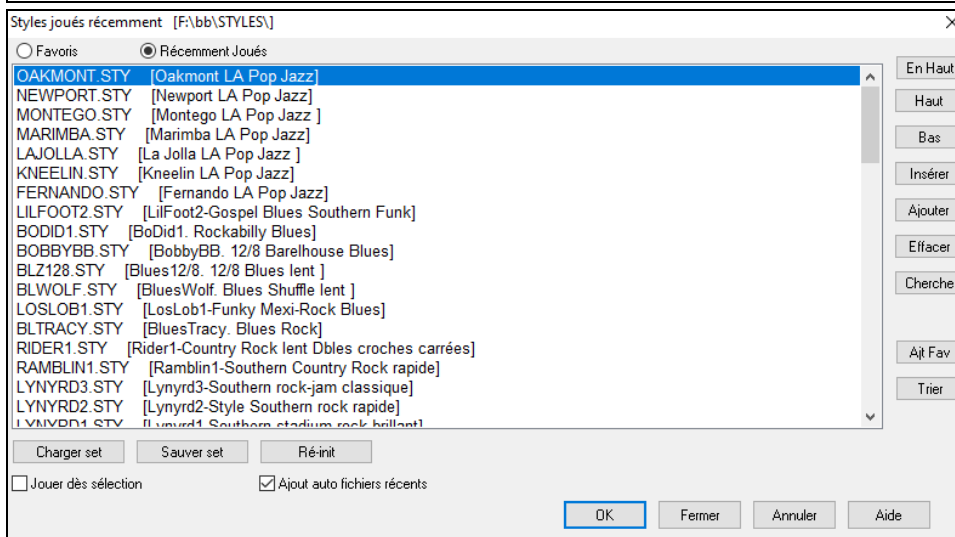 Styles joués récemment [F:\bb\STYLES\]
Favoris Récemment Joués
OAKMONT.STY [Oakmont LA Pop Jazz]
NEWPORT.STY [Newport LA Pop Jazz]
MONTEGO.STY [Montego LA Pop Jazz ]
MARIMBA.STY [Marimba LA Pop Jazz]
LAJOLLA.STY [La Jolla LA Pop Jazz ]
KNEELIN.STY [Kneelin LA Pop Jazz]
FERNANDO.STY [Fernando LA Pop Jazz]
LILFOOT2.STY [LilFoot2-Gospel Blues Southern Funk]
BODID1.STY [BoDid1. Rockabilly Blues]
BOBBYBB.STY [BobbyBB. 12/8 Barelhouse Blues]
BLZ128.STY [Blues12/8. 12/8 Blues lent ]
BLWOLF.STY [BluesWolf. Blues Shuffle lent ]
LOSLOB1.STY [LosLob1-Funky Mexi-Rock Blues]
BLTRACY.STY [BluesTracy. Blues Rock]
RIDER1.STY [Rider1-Country Rock lent Dbles croches carrées]
RAMBLIN1.STY [Ramblin1-Southern Country Rock rapide]
LYNYRD3.STY [Lynyrd3-Southern rock-jam classique]
LYNYRD2.STY [Lynyrd2-Style Southern rock rapide]
LYNYRD1.STY [Lynyrd1-Southern stadium rock brillant]
En Haut
Haut
Bas
Insérer
Ajouter
Effacer
Cherche
Ajt Fav
Trier
Charger set Sauver set Ré-init
Jouer dès sélection Ajout auto fichiers récents
OK Fermer Annuler Aide